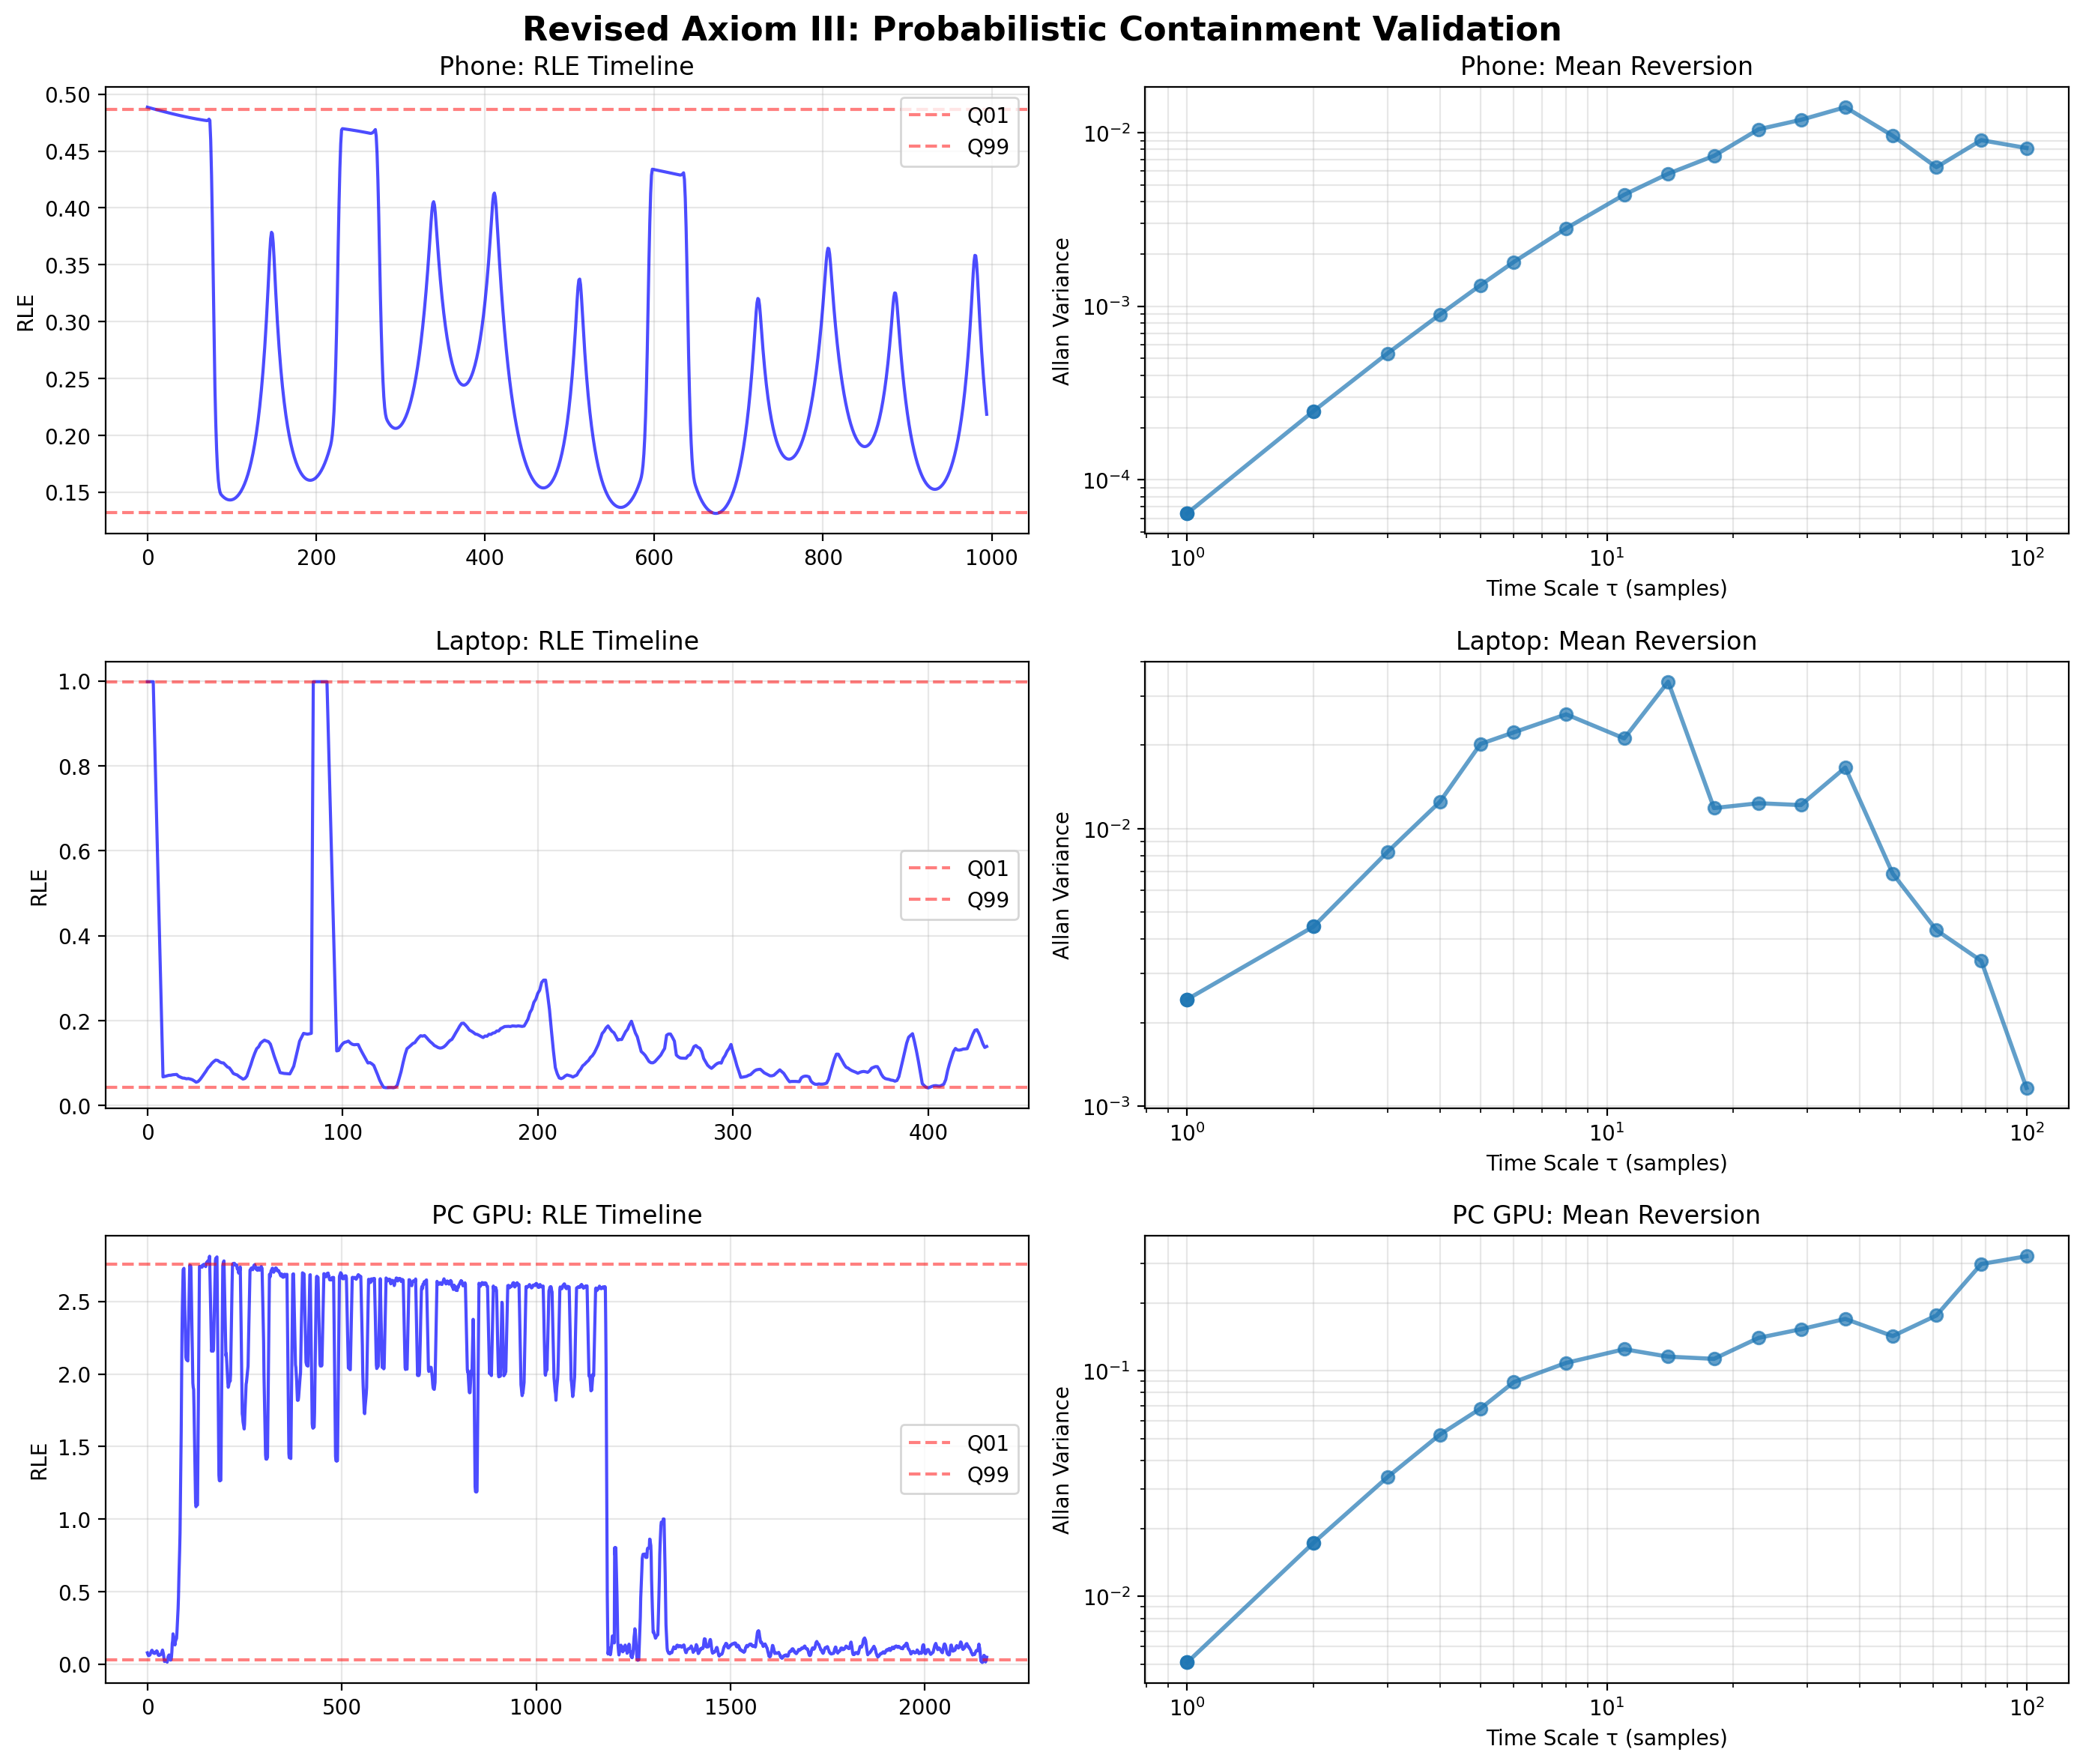 Revised Axiom III: Probabilistic Containment Validation
Phone: RLE Timeline
RLE
0.50
0.45
0.40
0.35
0.30
0.25
0.20
0.15
0
200
400
600
800
1000
Q01
Q99
Phone: Mean Reversion
Allan Variance
10⁻²
10⁻³
10⁻⁴
10⁰
10¹
10²
Time Scale τ (samples)
Laptop: RLE Timeline
RLE
1.0
0.8
0.6
0.4
0.2
0.0
0
100
200
300
400
Q01
Q99
Laptop: Mean Reversion
Allan Variance
10⁻²
10⁻³
10⁰
10¹
10²
Time Scale τ (samples)
PC GPU: RLE Timeline
RLE
2.5
2.0
1.5
1.0
0.5
0.0
0
500
1000
1500
2000
Q01
Q99
PC GPU: Mean Reversion
Allan Variance
10⁻¹
10⁻²
10⁰
10¹
10²
Time Scale τ (samples)